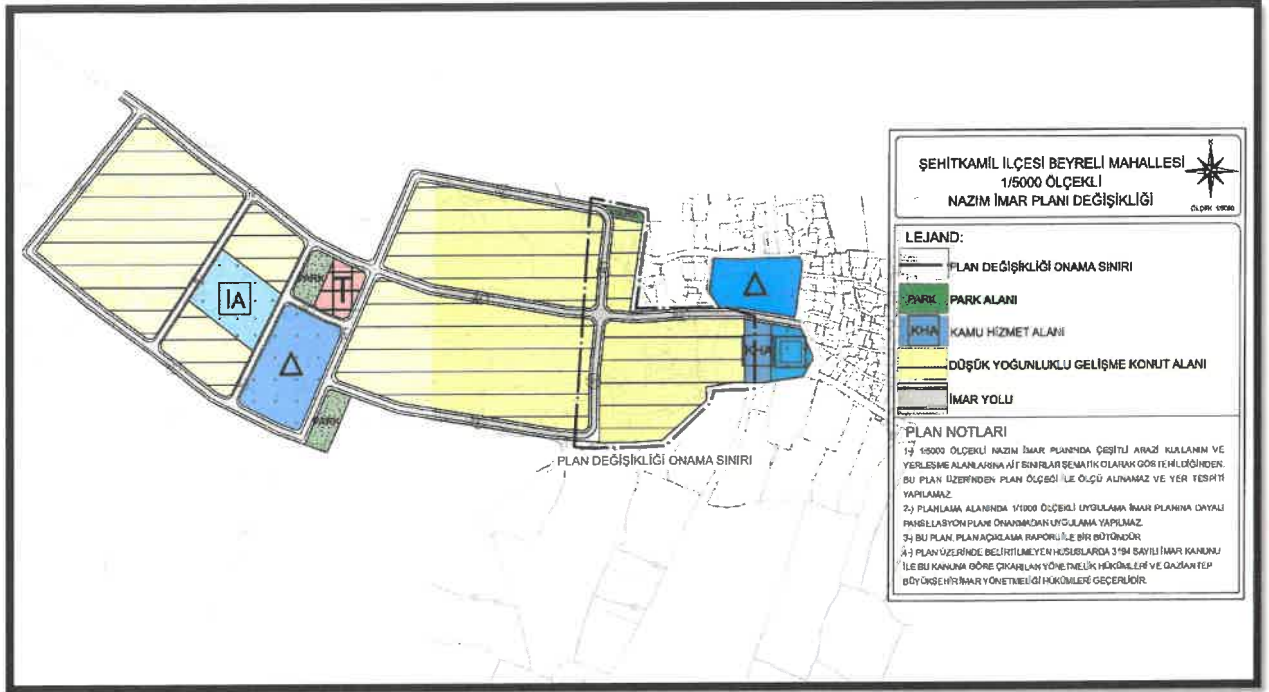 ŞEHİTKAMİL İLÇESİ BEYRELİ MAHALLESİ
1/5000 ÖLÇEKLİ
NAZIM İMAR PLANI DEĞİŞİKLİĞİ
K
LEJAND:
PLAN DEĞİŞİKLİĞİ ONAMA SINIRI
PARK PARK ALANI
KHA KAMU HİZMET ALANI
DÜŞÜK YOĞUNLUKLU GELİŞME KONUT ALANI
İMAR YOLU
PLAN NOTLARI
1-) 1/5000 ÖLÇEKLİ NAZIM İMAR PLANINDA ÇEŞİTLİ ARAZİ KULLANIM VE
YERLEŞME ALANLARINA AİT SINIRLAR ŞEMATİK OLARAK GÖSTERİLDİĞİNDEN,
BU PLAN ÜZERİNDEN PLAN ÖLÇEĞİ İLE ÖLÇÜ ALINAMAZ VE YER TESPİTİ
YAPILAMAZ.
2-) PLANLAMA ALANINDA 1/1000 ÖLÇEKLİ UYGULAMA İMAR PLANINA DAYALI
PARSELASYON PLANI ONANMADAN UYGULAMA YAPILMAZ.
3-) BU PLAN, PLAN AÇIKLAMA RAPORU İLE BİR BÜTÜNDÜR.
4-) PLAN ÜZERİNDE BELİRTİLMEYEN HUSUSLARDA 3194 SAYILI İMAR KANUNU
İLE BU KANUNA GÖRE ÇIKARILAN YÖNETMELİK HÜKÜMLERİ VE GAZİANTEP
BÜYÜKŞEHİR İMAR YÖNETMELİĞİ HÜKÜMLERİ GEÇERLİDİR.
İA
PARK
T
PARK
KHA
PLAN DEĞİŞİKLİĞİ ONAMA SINIRI